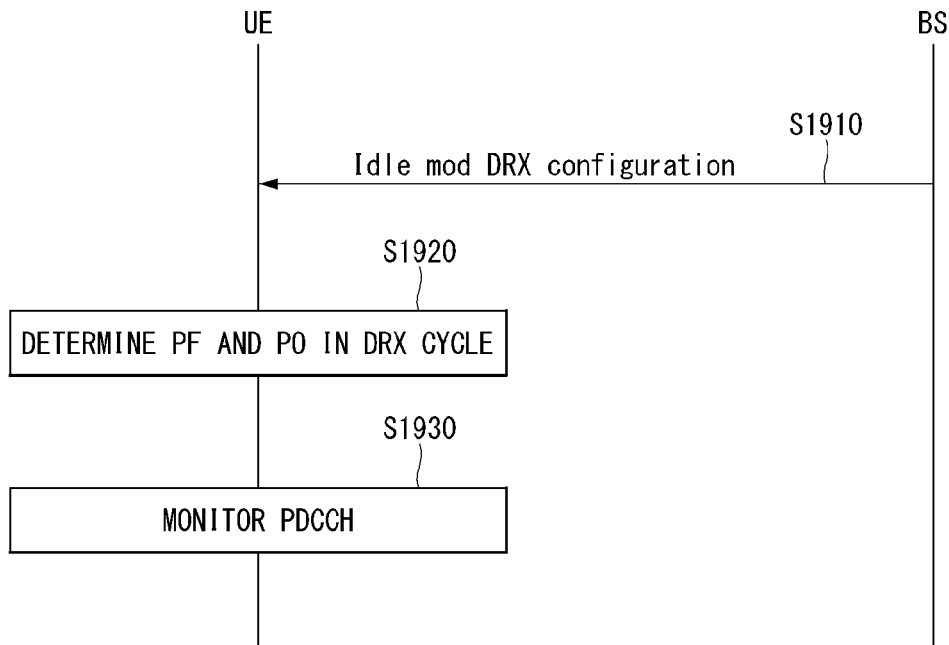 UE
BS
S1910
Idle mod DRX configuration
S1920
DETERMINE PF AND PO IN DRX CYCLE
S1930
MONITOR PDCCH